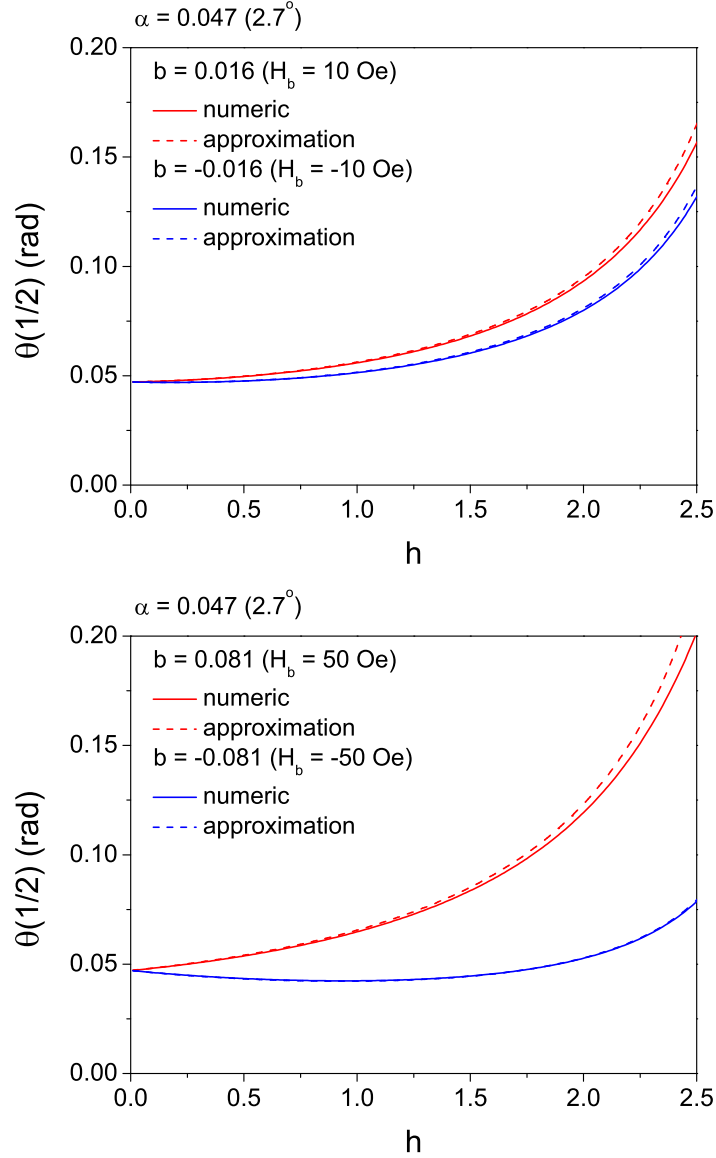 α = 0.047 (2.7°)
0.20
b = 0.016 (H_b = 10 Oe)
numeric
approximation
0.15
b = -0.016 (H_b = -10 Oe)
numeric
approximation
θ(1/2) (rad)
0.10
0.05
0.00
0.0 0.5 1.0 1.5 2.0 2.5
h
α = 0.047 (2.7°)
0.20
b = 0.081 (H_b = 50 Oe)
numeric
approximation
0.15
b = -0.081 (H_b = -50 Oe)
numeric
approximation
θ(1/2) (rad)
0.10
0.05
0.00
0.0 0.5 1.0 1.5 2.0 2.5
h